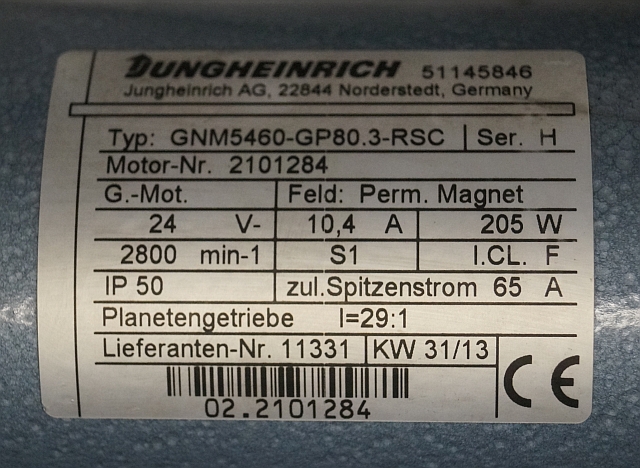 JUNGHEINRICH 51145846
Jungheinrich AG, 22844 Norderstedt, Germany
Typ: GNM5460-GP80.3-RSC Ser. H
Motor-Nr. 2101284
G.-Mot. Feld: Perm. Magnet
24 V- 10,4 A 205 W
2800 min-1 S1 I.CL. F
IP 50 zul.Spitzenstrom 65 A
Planetengetriebe I=29:1
Lieferanten-Nr. 11331 KW 31/13
02.2101284
CE